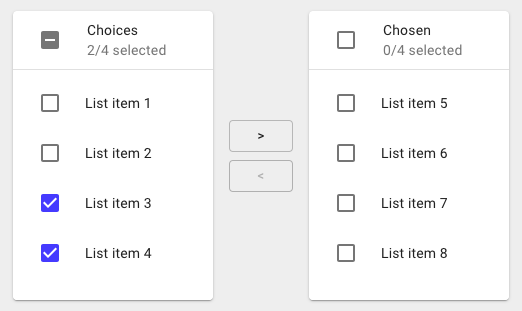 Choices
2/4 selected
List item 1
List item 2
List item 3
List item 4
>
<
Chosen
0/4 selected
List item 5
List item 6
List item 7
List item 8